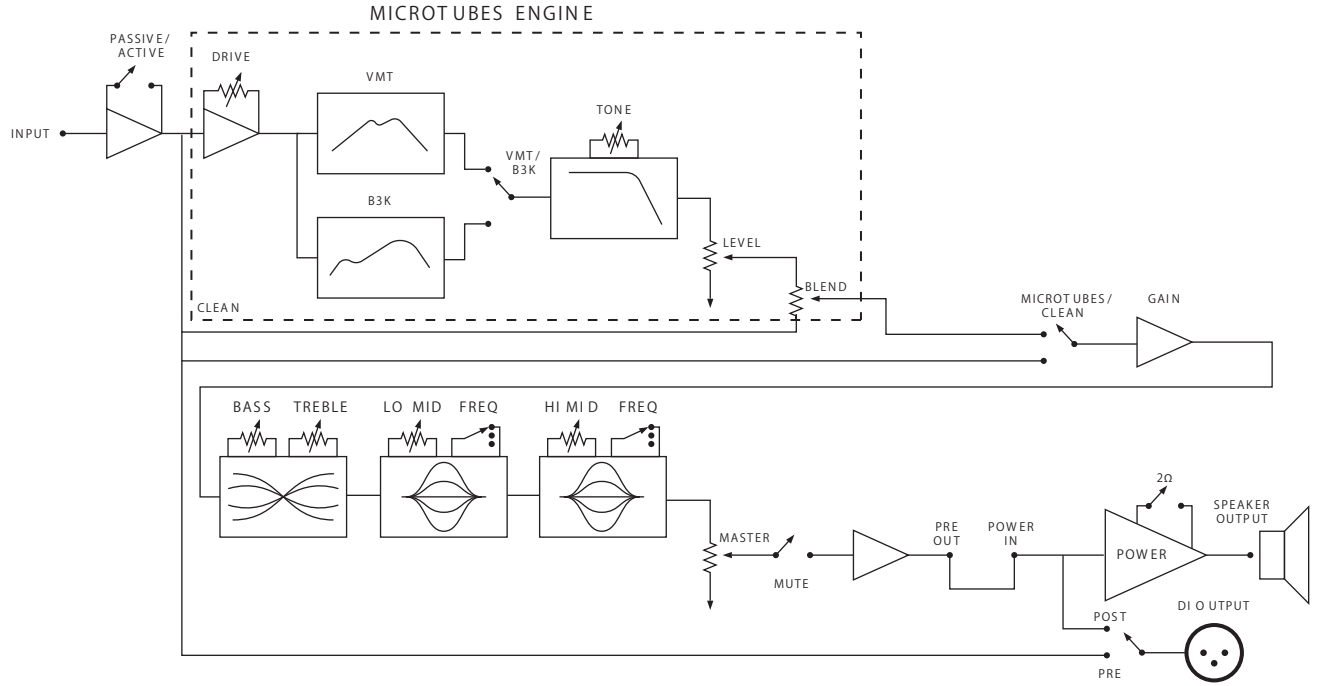 MICROTUBES ENGINE
PASSIVE/
ACTIVE
DRIVE
VMT
INPUT
TONE
VMT/
B3K
B3K
LEVEL
BLEND
CLEAN
MICROTUBES/
CLEAN
GAIN
BASS
TREBLE
LO MID
FREQ
HI MID
FREQ
MASTER
MUTE
PRE
OUT
POWER
IN
2Ω
POWER
SPEAKER
OUTPUT
POST
PRE
DI OUTPUT